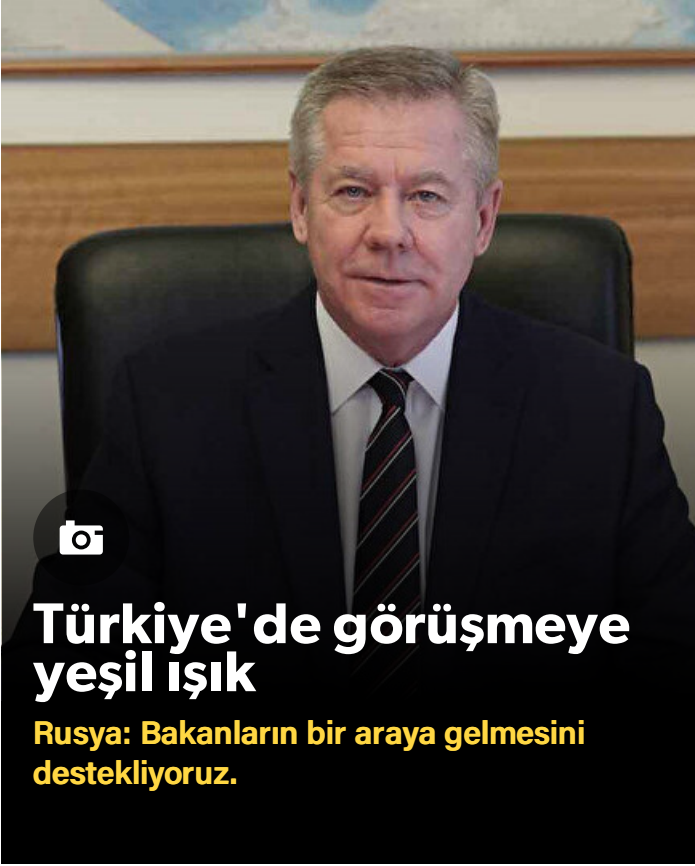 Türkiye'de görüşmeye
yeşil ışık
Rusya: Bakanların bir araya gelmesini
destekliyoruz.